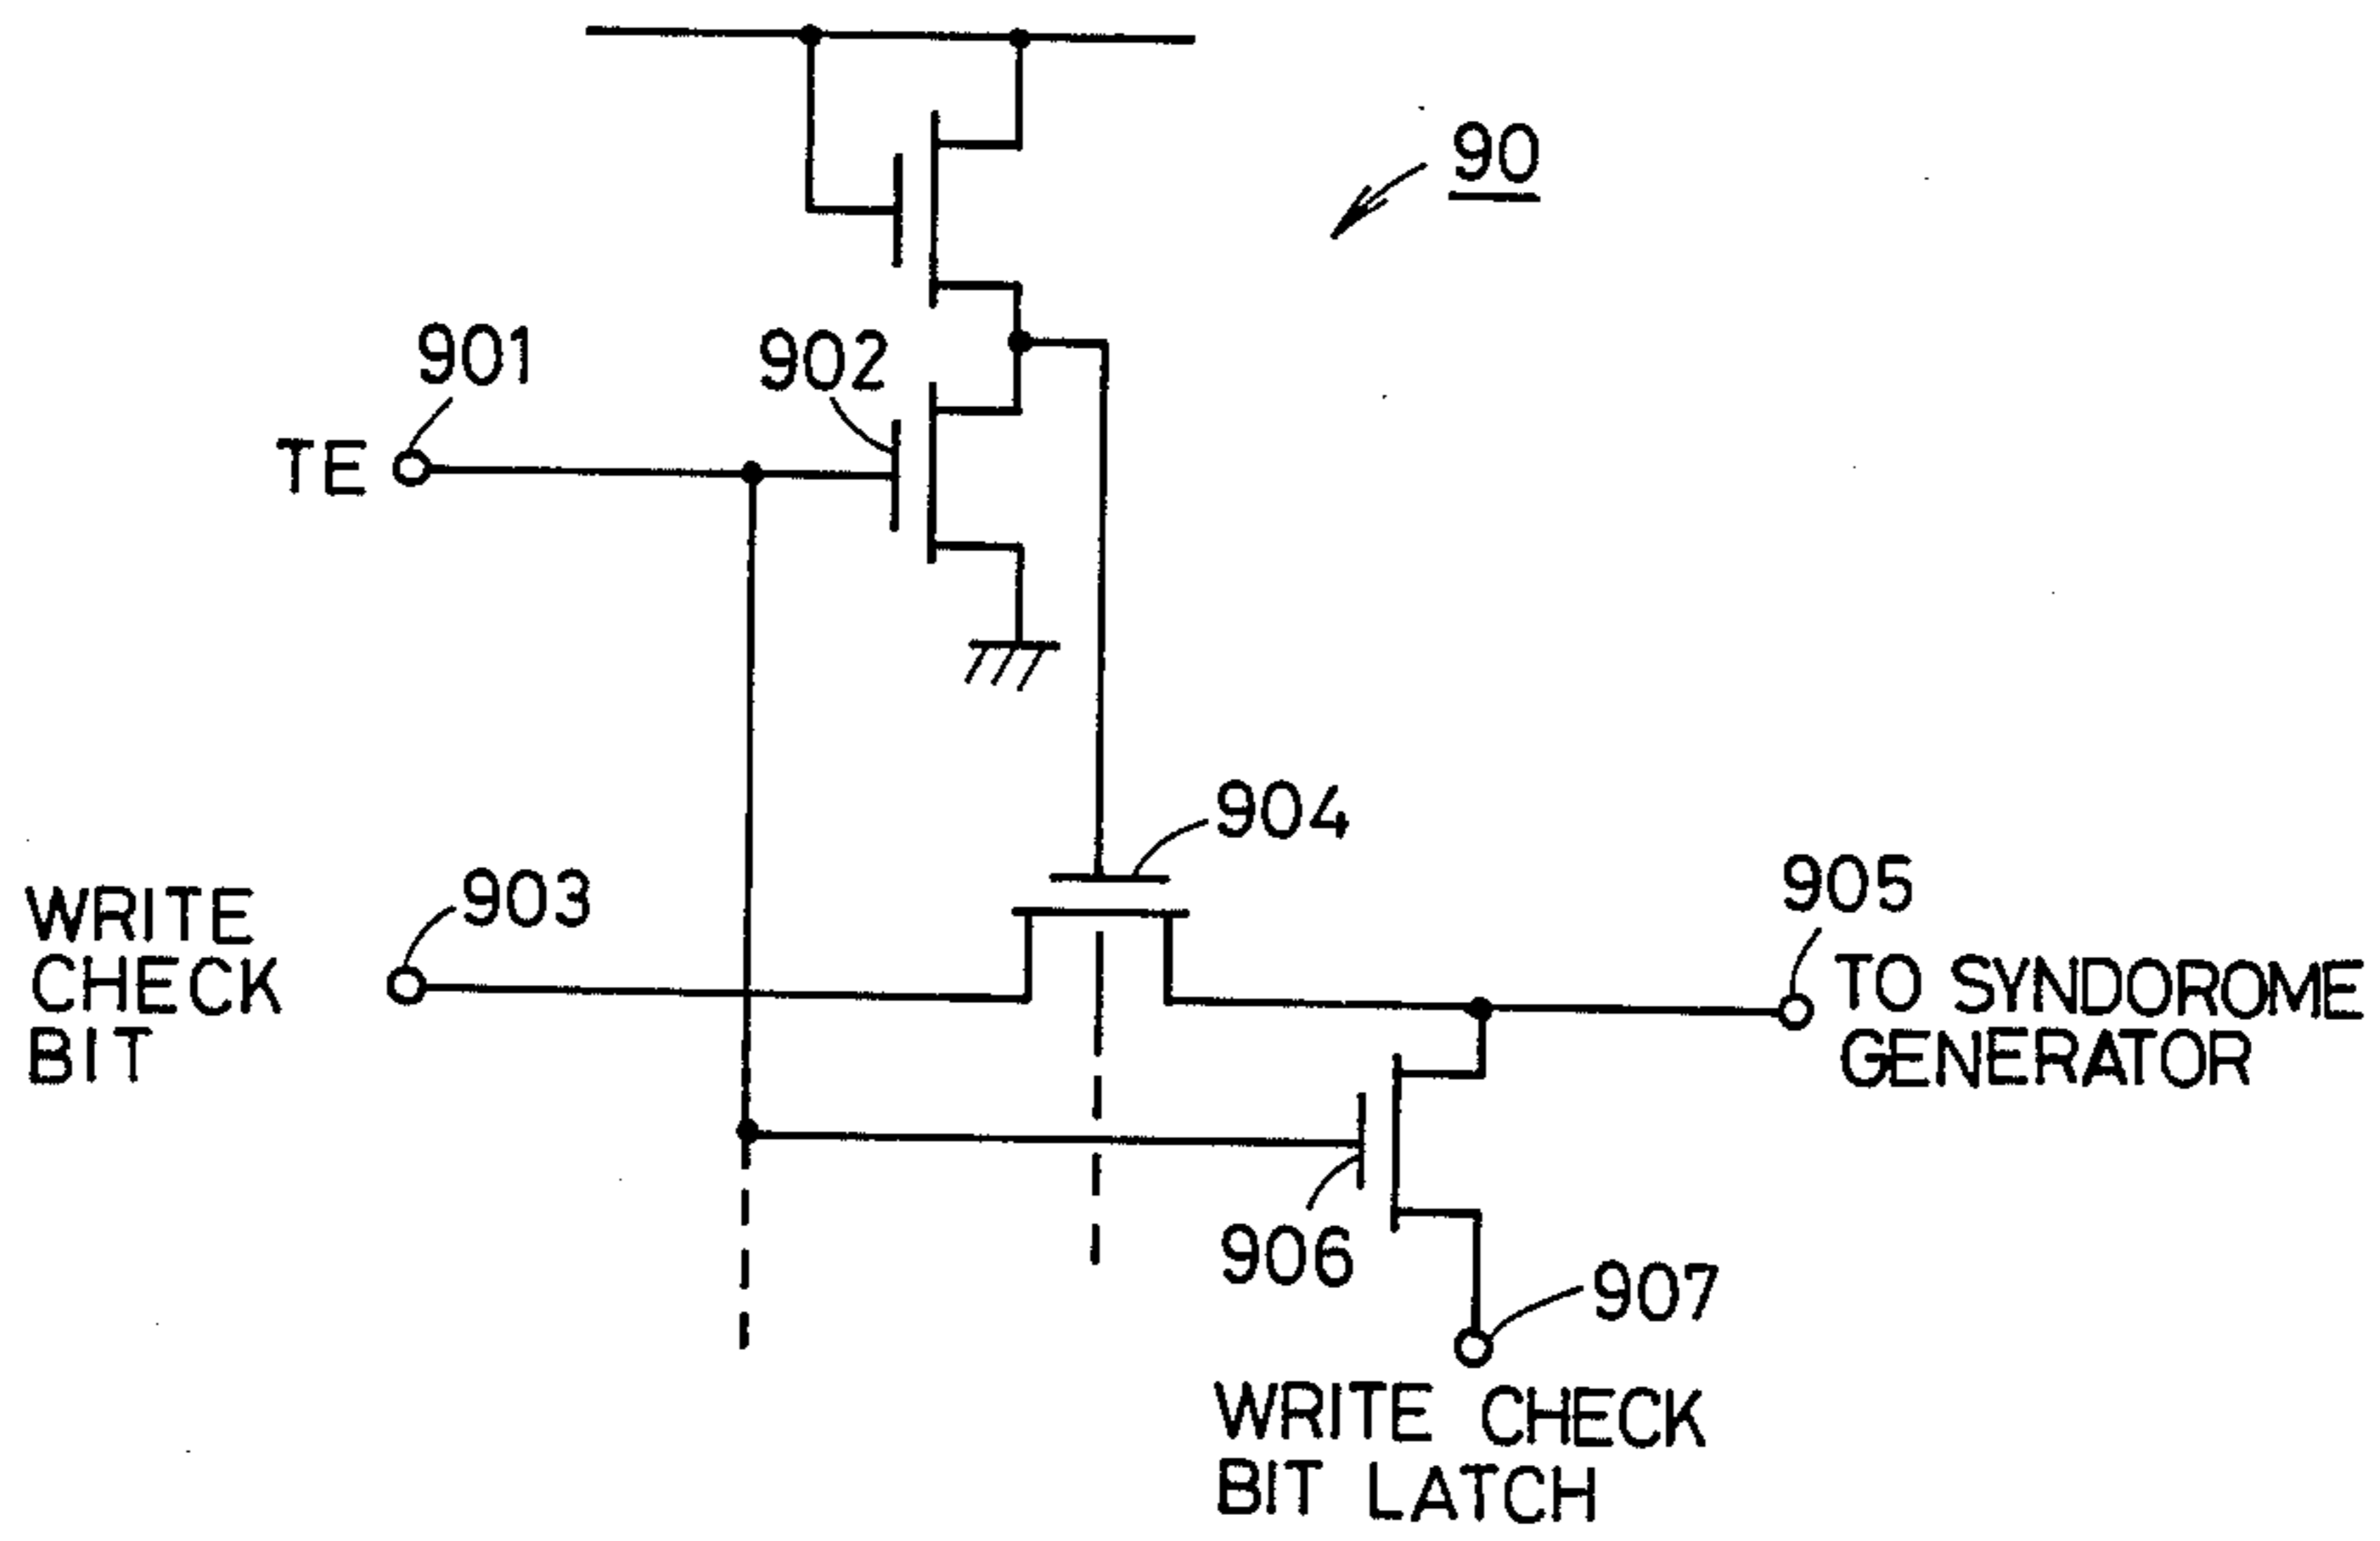 90
901
902
TE
904
903
905
WRITE
CHECK
BIT
TO SYNDOROME
GENERATOR
906
907
WRITE CHECK
BIT LATCH